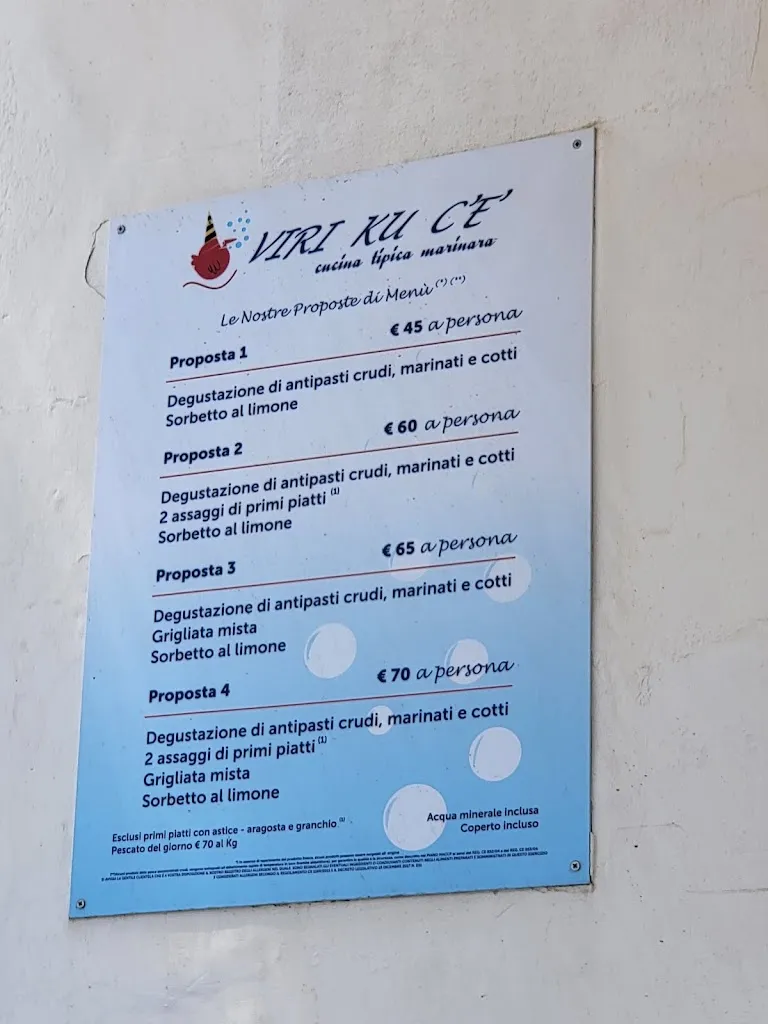 VIRI KU C'E'
cucina tipica marinara
Le Nostre Proposte di Menù (*) (**)
Proposta 1 € 45 a persona
Degustazione di antipasti crudi, marinati e cotti
Sorbetto al limone
Proposta 2 € 60 a persona
Degustazione di antipasti crudi, marinati e cotti
2 assaggi di primi piatti (1)
Sorbetto al limone
Proposta 3 € 65 a persona
Degustazione di antipasti crudi, marinati e cotti
Grigliata mista
Sorbetto al limone
Proposta 4 € 70 a persona
Degustazione di antipasti crudi, marinati e cotti
2 assaggi di primi piatti (1)
Grigliata mista
Sorbetto al limone
Esclusi primi piatti con astice - aragosta e granchio (1)
Pescato del giorno € 70 al Kg
Acqua minerale inclusa
Coperto incluso